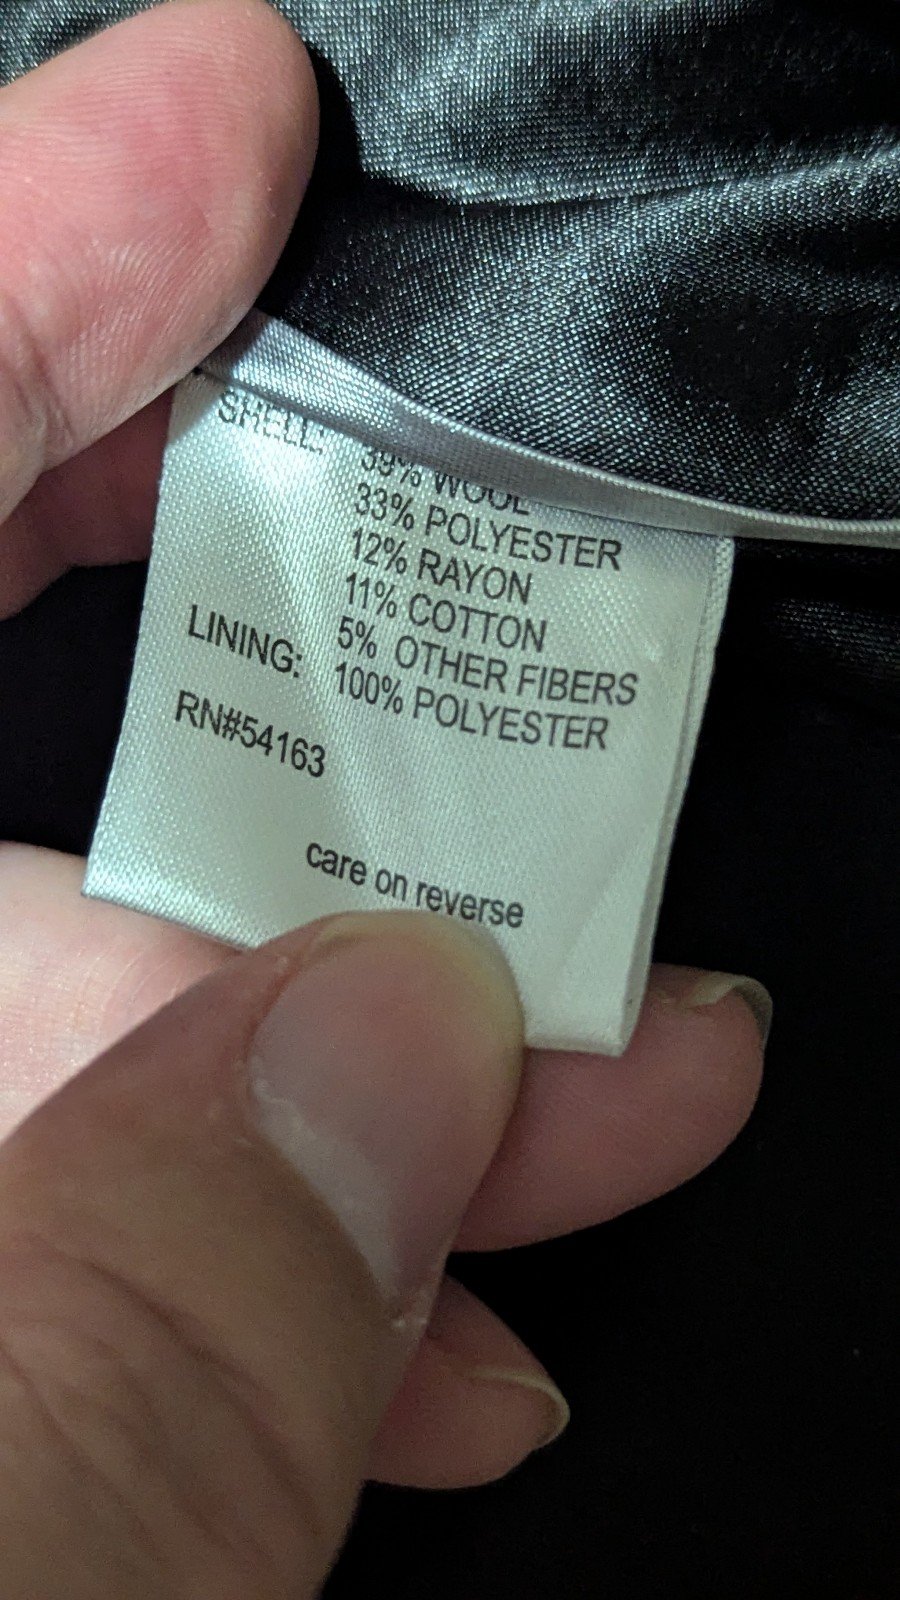 SHELL: 39% WOOL
33% POLYESTER
12% RAYON
11% COTTON
5% OTHER FIBERS
LINING: 100% POLYESTER
RN#54163
care on reverse